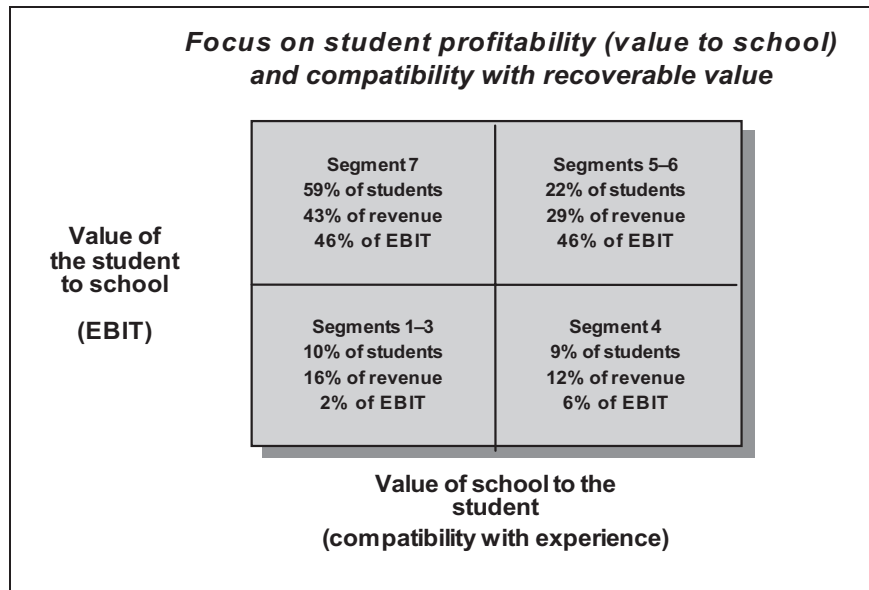 Focus on student profitability (value to school)
and compatibility with recoverable value
Segment 7
59% of students
43% of revenue
46% of EBIT
Segments 5–6
22% of students
29% of revenue
46% of EBIT
Value of
the student
to school
(EBIT)
Segments 1–3
10% of students
16% of revenue
2% of EBIT
Segment 4
9% of students
12% of revenue
6% of EBIT
Value of school to the
student
(compatibility with experience)